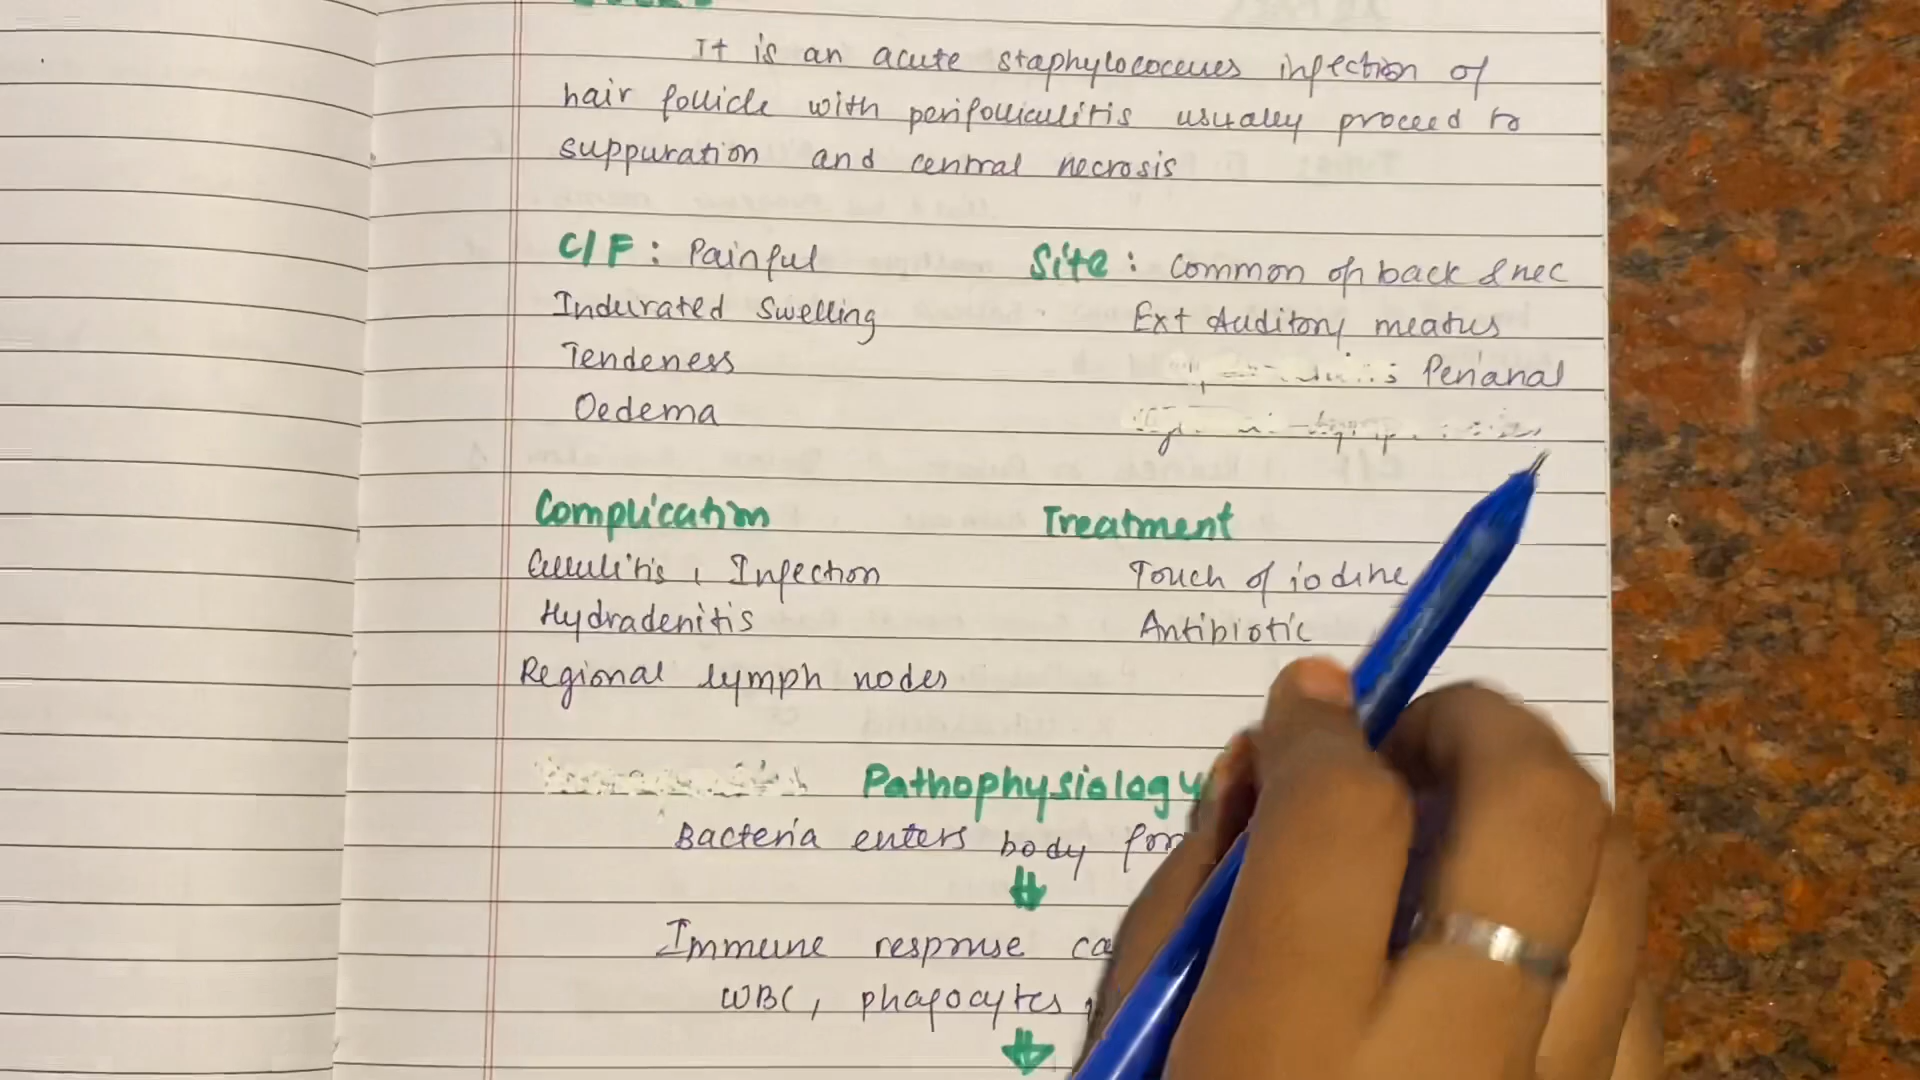 It is an acute staphylococcues infection of
hair follicle with perifolliculitis usually proceed to
suppuration and central necrosis
C/F : Painful
Site : Common of back & nec
Indurated Swelling
Ext Auditory meatus
Tendeness
Perianal
Oedema
Complication
Treatment
Cellulitis, Infection
Touch of iodine
Hydradenitis
Antibiotic
Regional lymph nodes
Pathophysiology
Bacteria enters body
Immune response
WBC, phagocytes,